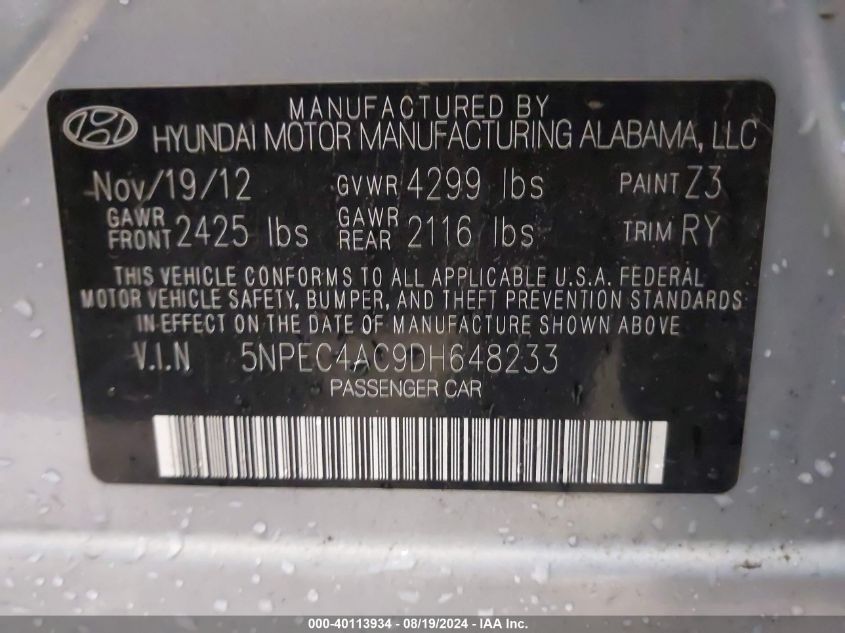 MANUFACTURED BY
HYUNDAI MOTOR MANUFACTURING ALABAMA, LLC
Nov/19/12 GVWR 4299 lbs PAINT Z3
GAWR FRONT 2425 lbs GAWR REAR 2116 lbs TRIM RY
THIS VEHICLE CONFORMS TO ALL APPLICABLE U.S.A. FEDERAL
MOTOR VEHICLE SAFETY, BUMPER, AND THEFT PREVENTION STANDARDS
IN EFFECT ON THE DATE OF MANUFACTURE SHOWN ABOVE
V.I.N 5NPEC4AC9DH648233
PASSENGER CAR
000-40113934 - 08/19/2024 - IAA Inc.